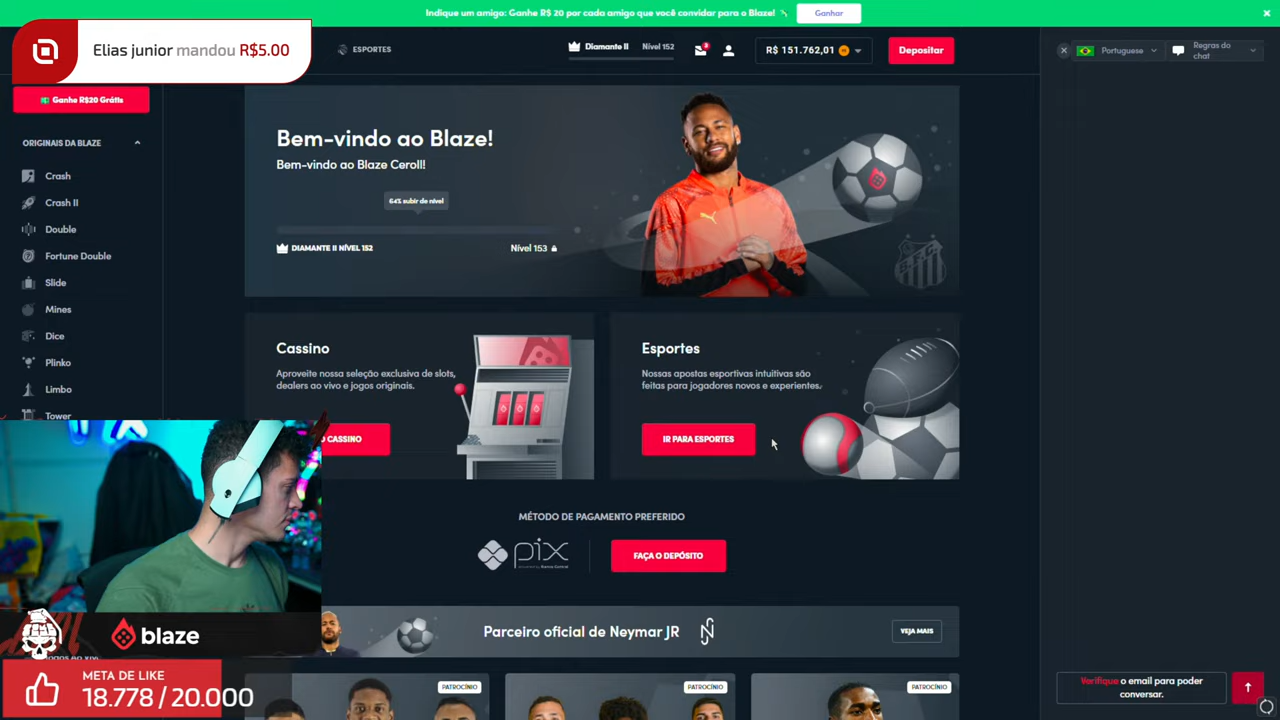 Indique um amigo: Ganhe R$ 20 por cada amigo que você convidar para o Blaze!
Ganhar
Elias junior mandou R$5.00
ESPORTES
Diamante II
Nível 152
R$ 151.762,01
Depositar
Portuguese
Regras do
chat
Ganhe R$20 Grátis
ORIGINAIS DA BLAZE
Crash
Crash II
Double
Fortune Double
Slide
Mines
Dice
Plinko
Limbo
Tower
Bem-vindo ao Blaze!
Bem-vindo ao Blaze Ceroll!
64% subir de nível
DIAMANTE II NÍVEL 152
Nível 153
Cassino
Aproveite nossa seleção exclusiva de slots,
dealers ao vivo e jogos originais.
O CASSINO
Esportes
Nossas apostas esportivas intuitivas são
feitas para jogadores novos e experientes.
IR PARA ESPORTES
MÉTODO DE PAGAMENTO PREFERIDO
pix
powered by Banco Central
FAÇA O DEPÓSITO
blaze
Parceiro oficial de Neymar JR
VEJA MAIS
META DE LIKE
18.778 / 20.000
PATROCÍNIO
PATROCÍNIO
PATROCÍNIO
Verifique o email para poder
conversar.